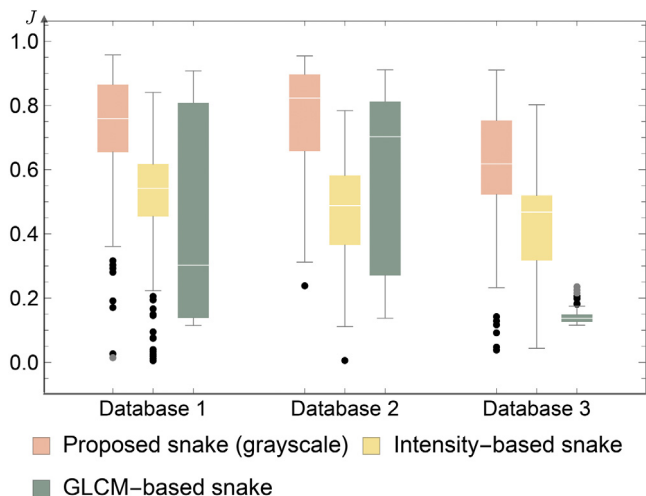 J
1.0
0.8
0.6
0.4
0.2
0.0
Database 1 Database 2 Database 3
Proposed snake (grayscale) Intensity−based snake
GLCM−based snake